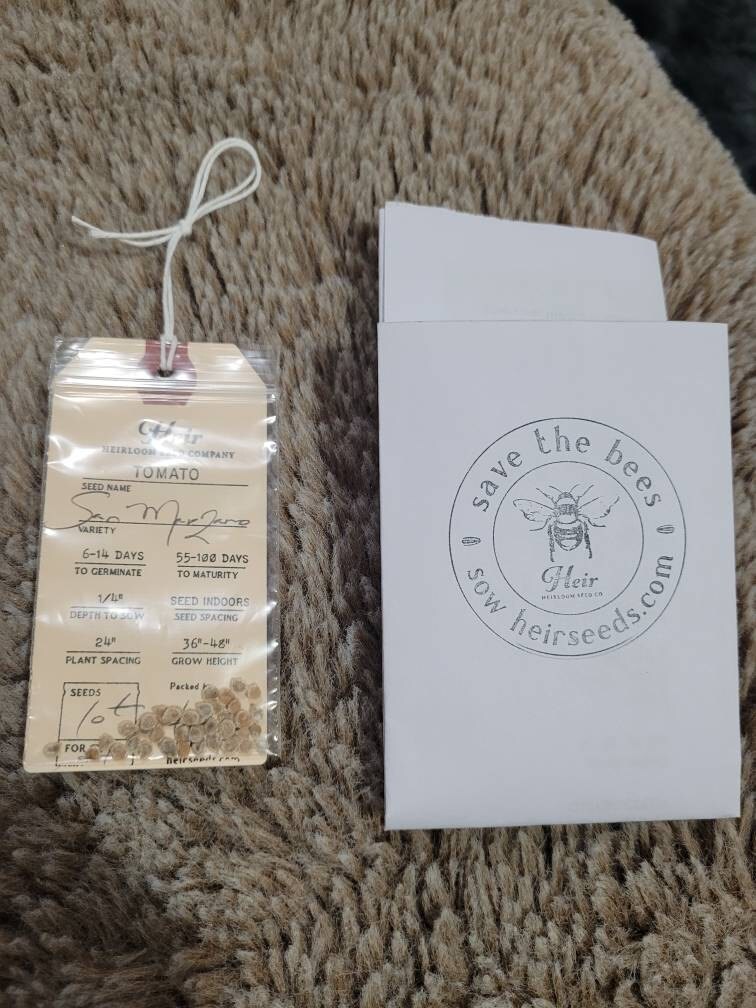 Heir
HEIRLOOM SEED COMPANY
TOMATO
SEED NAME
San Marzano
VARIETY
6-14 DAYS
TO GERMINATE
55-100 DAYS
TO MATURITY
1/4"
DEPTH TO SOW
SEED INDOORS
SEED SPACING
24"
PLANT SPACING
36"-48"
GROW HEIGHT
SEEDS
10+
Packed
FOR
heirseeds.com
save the bees
Heir
HEIRLOOM SEED CO
sow heirseeds.com